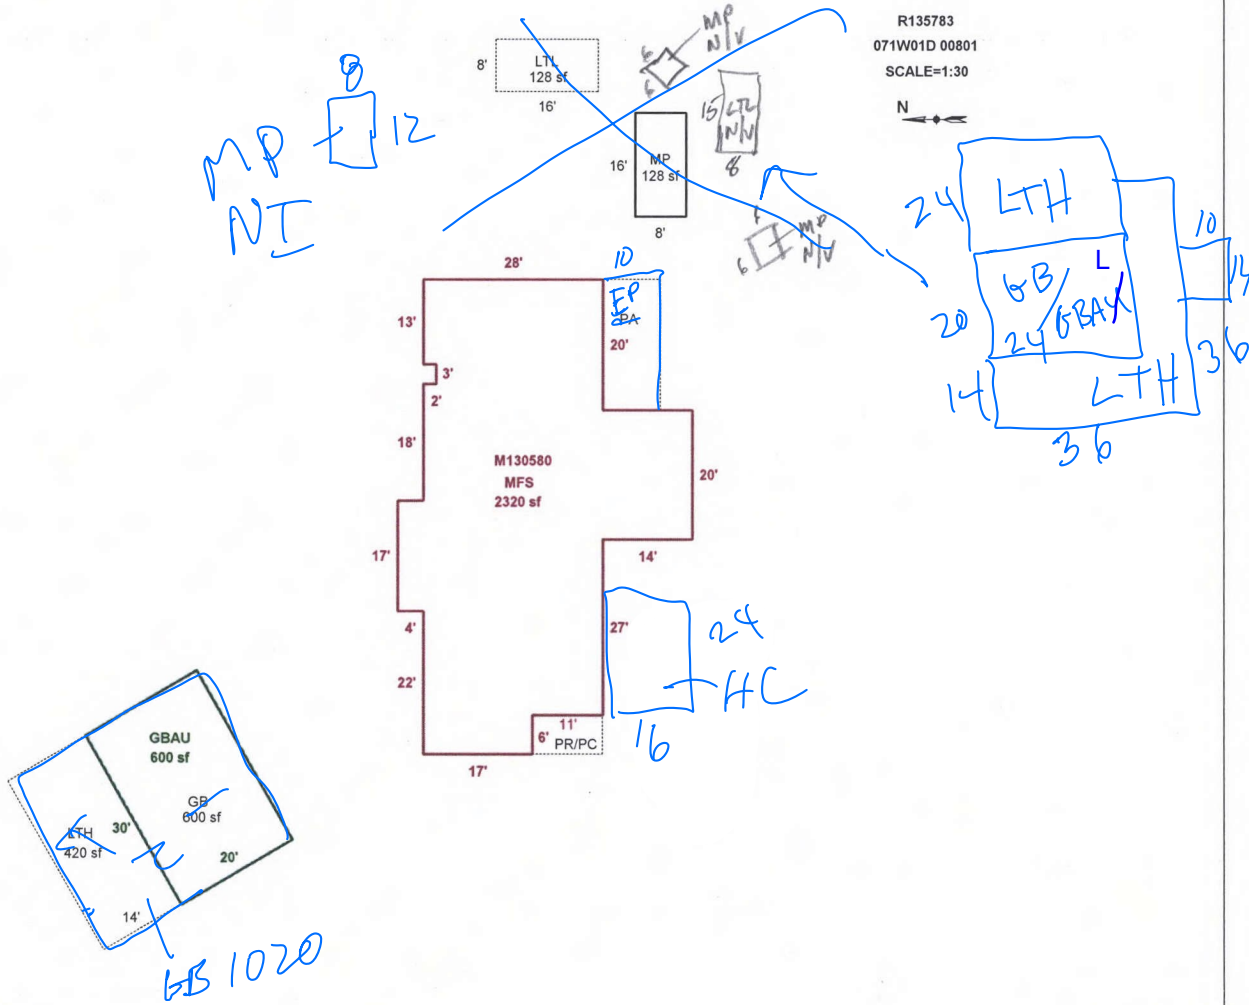 R135783
071W01D 00801
SCALE=1:30
N
8
12
MP
NI
8'
LTL
128 sf
16'
6
6
MP
N/V
15
LTL
N/V
8
16'
MP
128 sf
8'
6
MP
N/V
24
LTH
10
14
20
GB/
GBAU
L
24
36
14
LTH
36
28'
10
EP
PA
20'
13'
3'
2'
18'
M130580
MFS
2320 sf
20'
17'
14'
4'
27'
24
HC
16
22'
11'
6'
PR/PC
17'
GBAU
600 sf
GB
600 sf
LTH
420 sf
30'
20'
14'
GB 1020